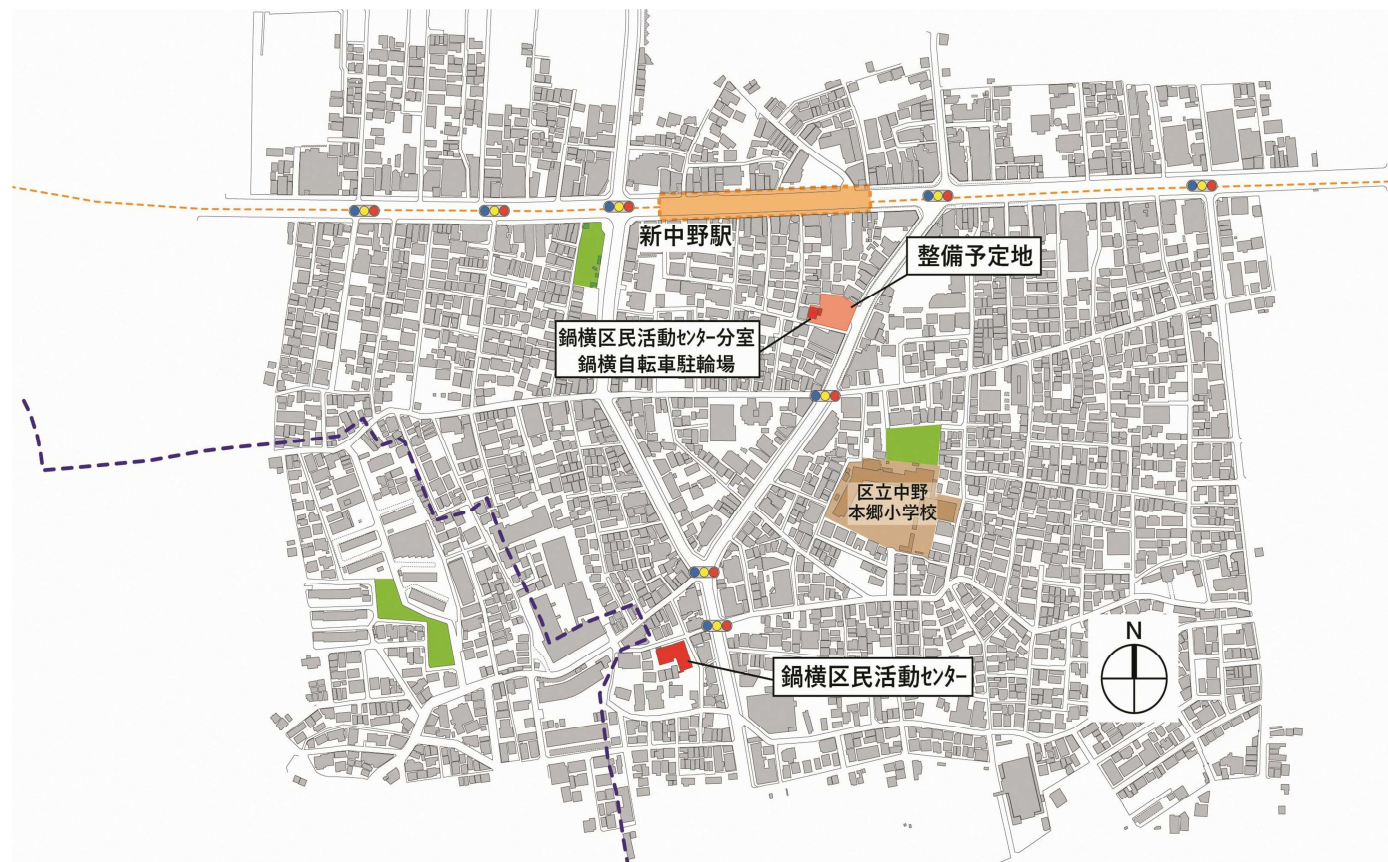 新中野駅
整備予定地
鍋横区民活動センター分室
鍋横自転車駐輪場
区立中野
本郷小学校
N
鍋横区民活動センター